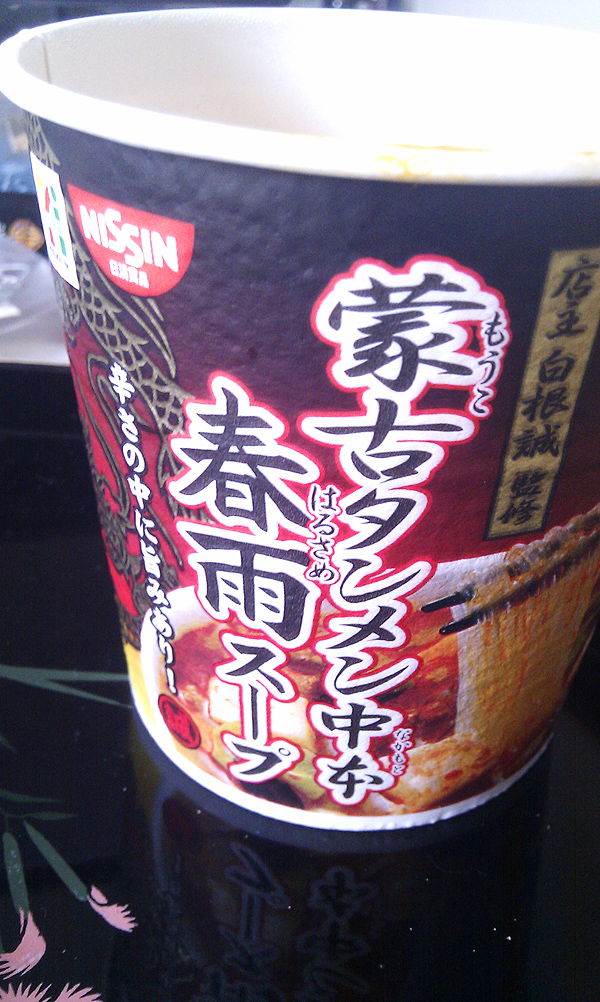 NISSIN
日清食品
店主 白根誠 監修
蒙古タンメン中本
もうこ
なかもと
春雨スープ
はるさめ
辛さの中に旨みあり!
誠